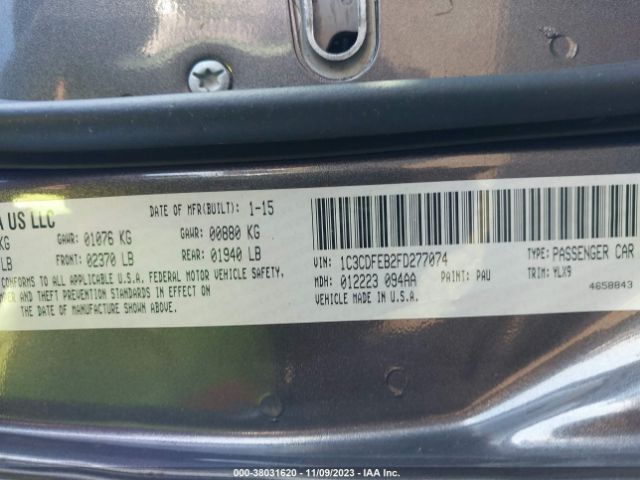 A US LLC
DATE OF MFR(BUILT): 1-15
KG GAWR: 01076 KG GAWR: 00880 KG
LB FRONT: 02370 LB REAR: 01940 LB
CONFORMS TO ALL APPLICABLE U.S.A. FEDERAL MOTOR VEHICLE SAFETY,
MPER AND THEFT PREVENTION STANDARDS IN EFFECT ON
THE DATE OF MANUFACTURE SHOWN ABOVE.
VIN: 1C3CDFEB2FD277074 TYPE: PASSENGER CAR
MDH: 012223 094AA PAINT: PAU TRIM: YLX9
VEHICLE MADE IN U.S.A. 4658843
000-38031620 - 11/09/2023 - IAA Inc.